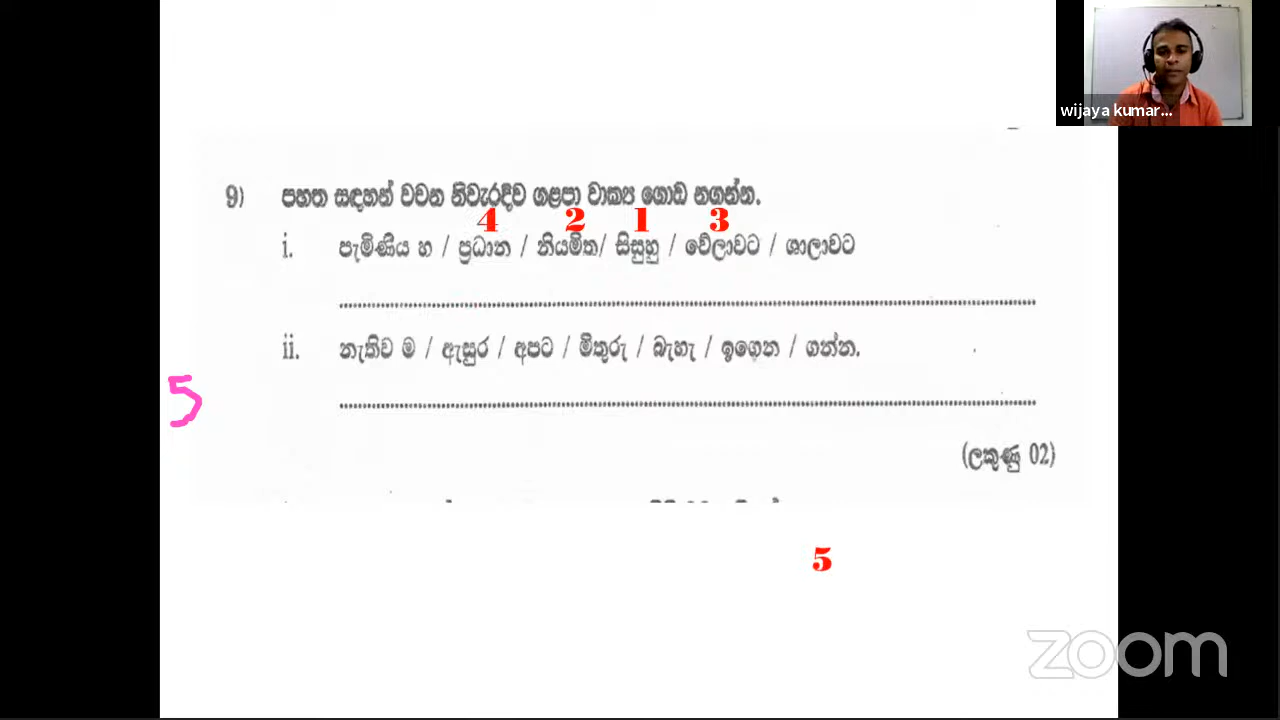 wijaya kumar...
9) පහත සඳහන් වචන නිවැරදිව ගළපා වාක්‍ය ගොඩ නගන්න.
4 2 1 3
i. පැමිණිය හ / ප්‍රධාන / නියමිත/ සිසුහු / වේලාවට / ශාලාවට
ii. නැතිව ම / ඇසුර / අපට / මිතුරු / බැහැ / ඉගෙන / ගන්න.
5
(ලකුණු 02)
5
zoom